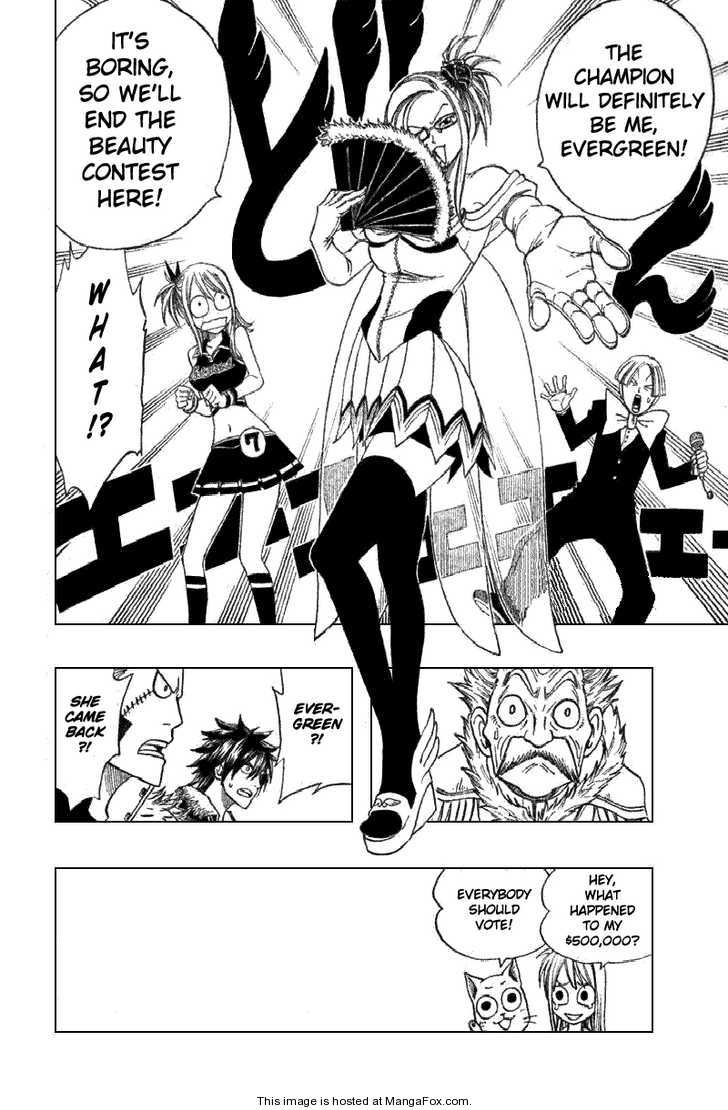 THE
CHAMPION
WILL DEFINITELY
BE ME,
EVERGREEN!
IT'S
BORING,
SO WE'LL
END THE
BEAUTY
CONTEST
HERE!
WHAT!?
7
EVER-
GREEN
?!
SHE
CAME
BACK
?!
HEY,
WHAT
HAPPENED
TO MY
$500,000?
EVERYBODY
SHOULD
VOTE!
This image is hosted at MangaFox.com.